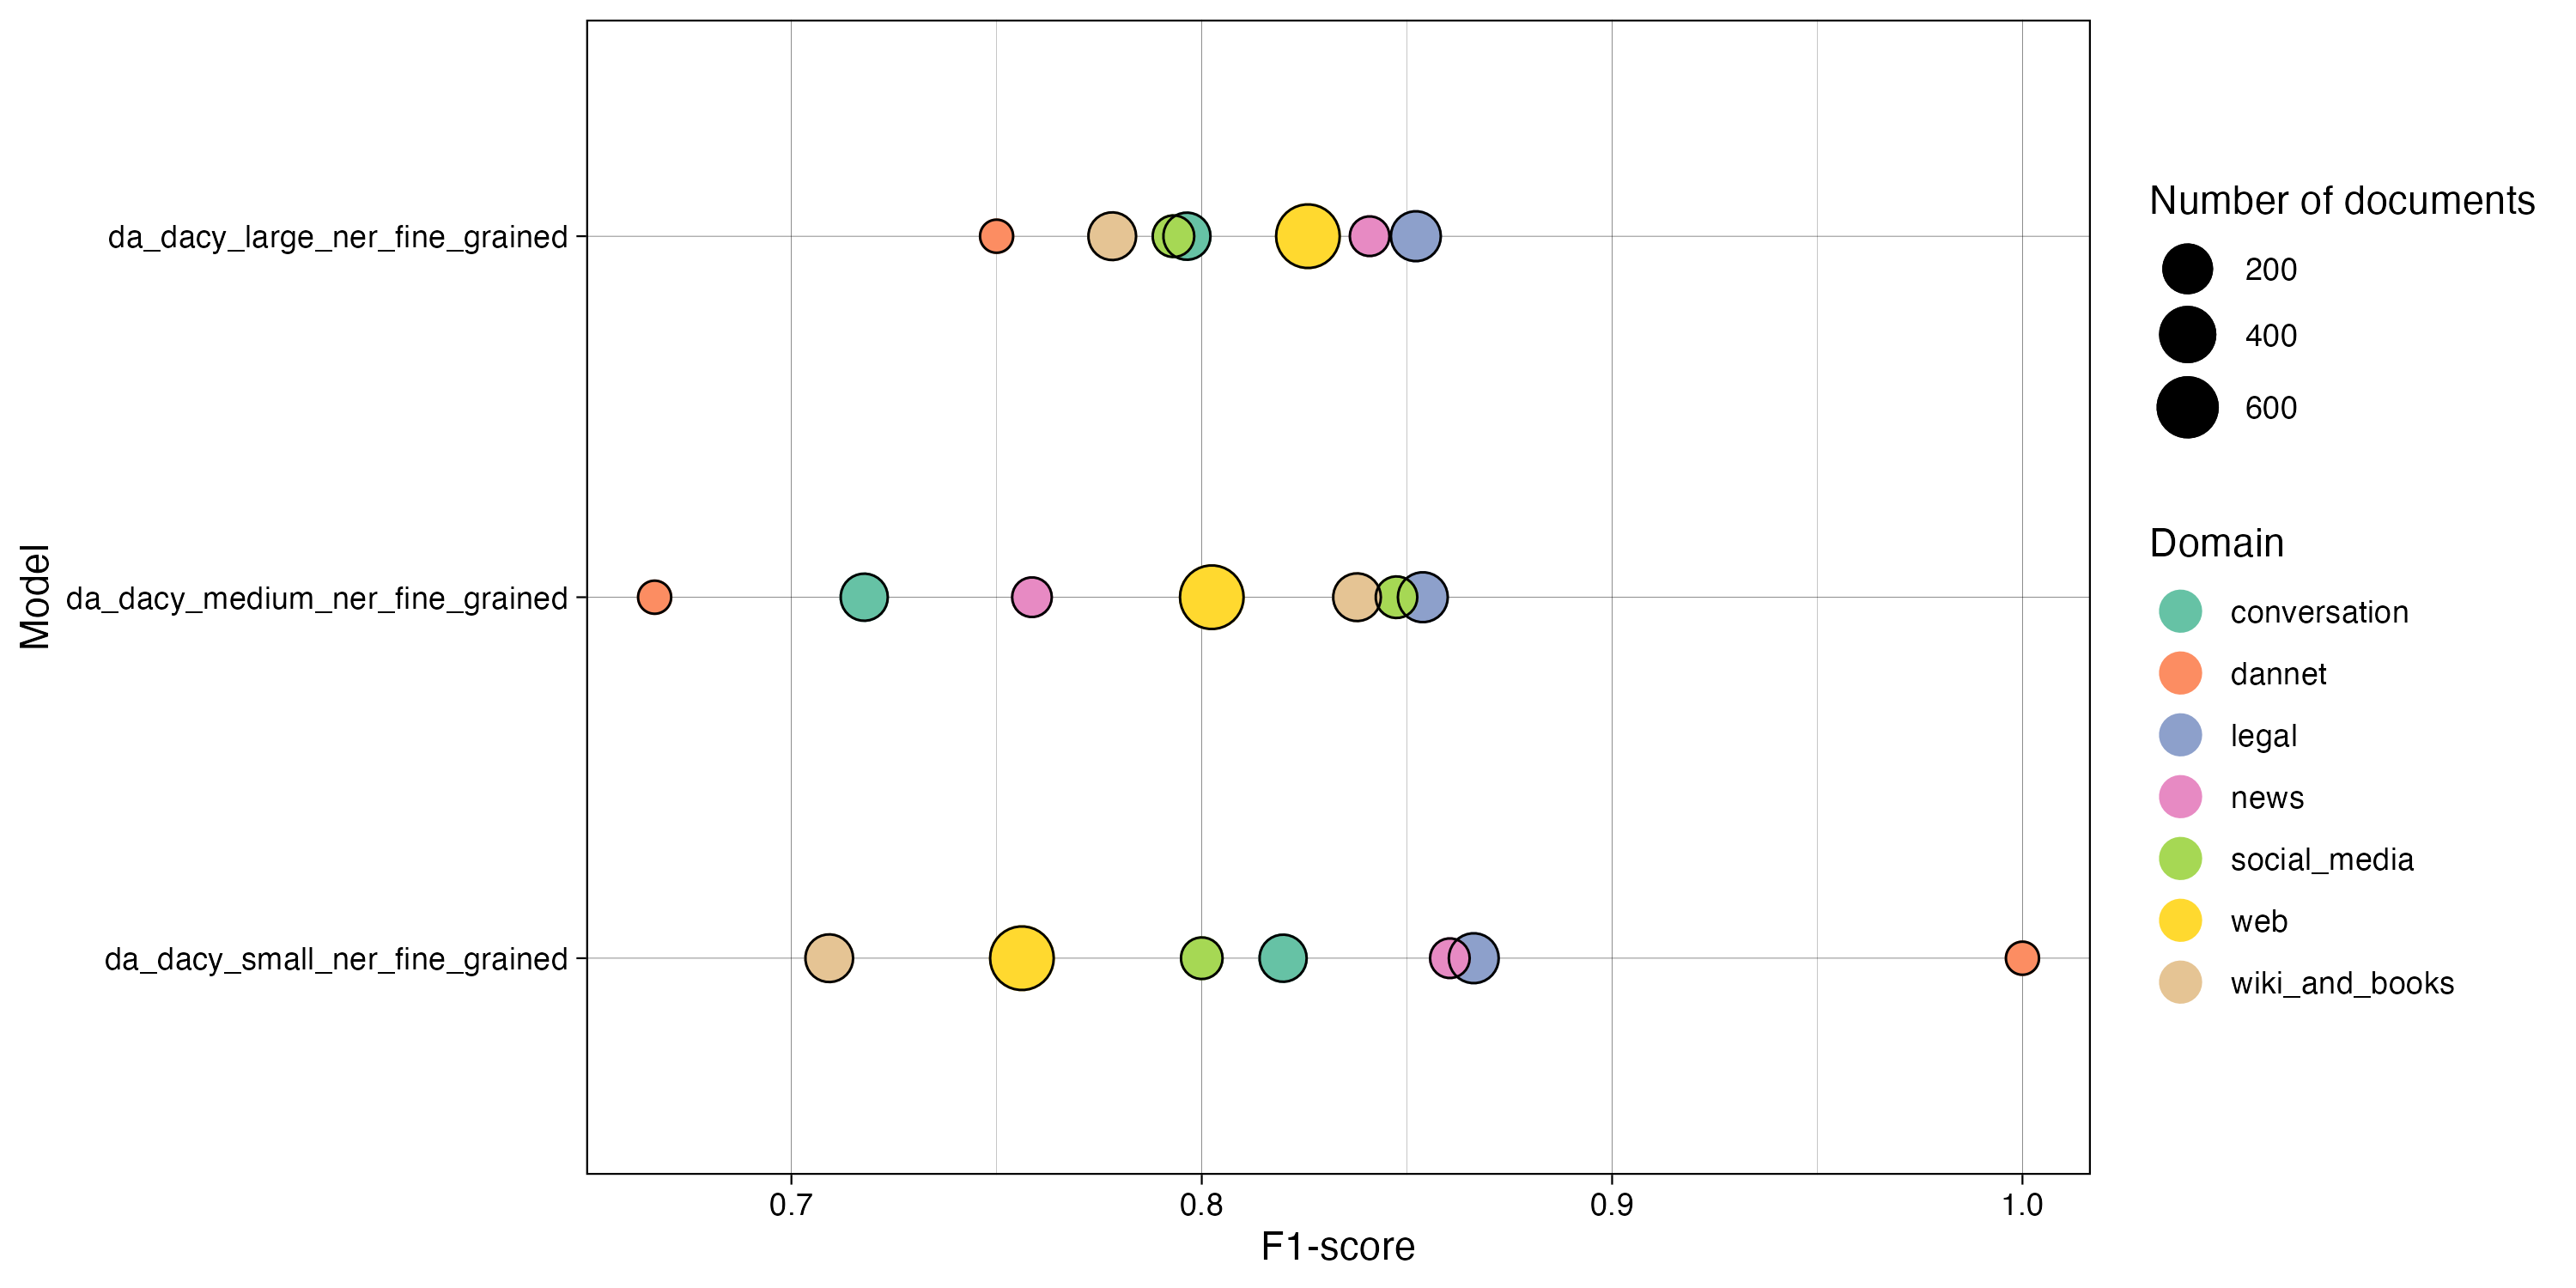 Model
da_dacy_large_ner_fine_grained
da_dacy_medium_ner_fine_grained
da_dacy_small_ner_fine_grained
0.7
0.8
0.9
1.0
F1-score
Number of documents
200
400
600
Domain
conversation
dannet
legal
news
social_media
web
wiki_and_books